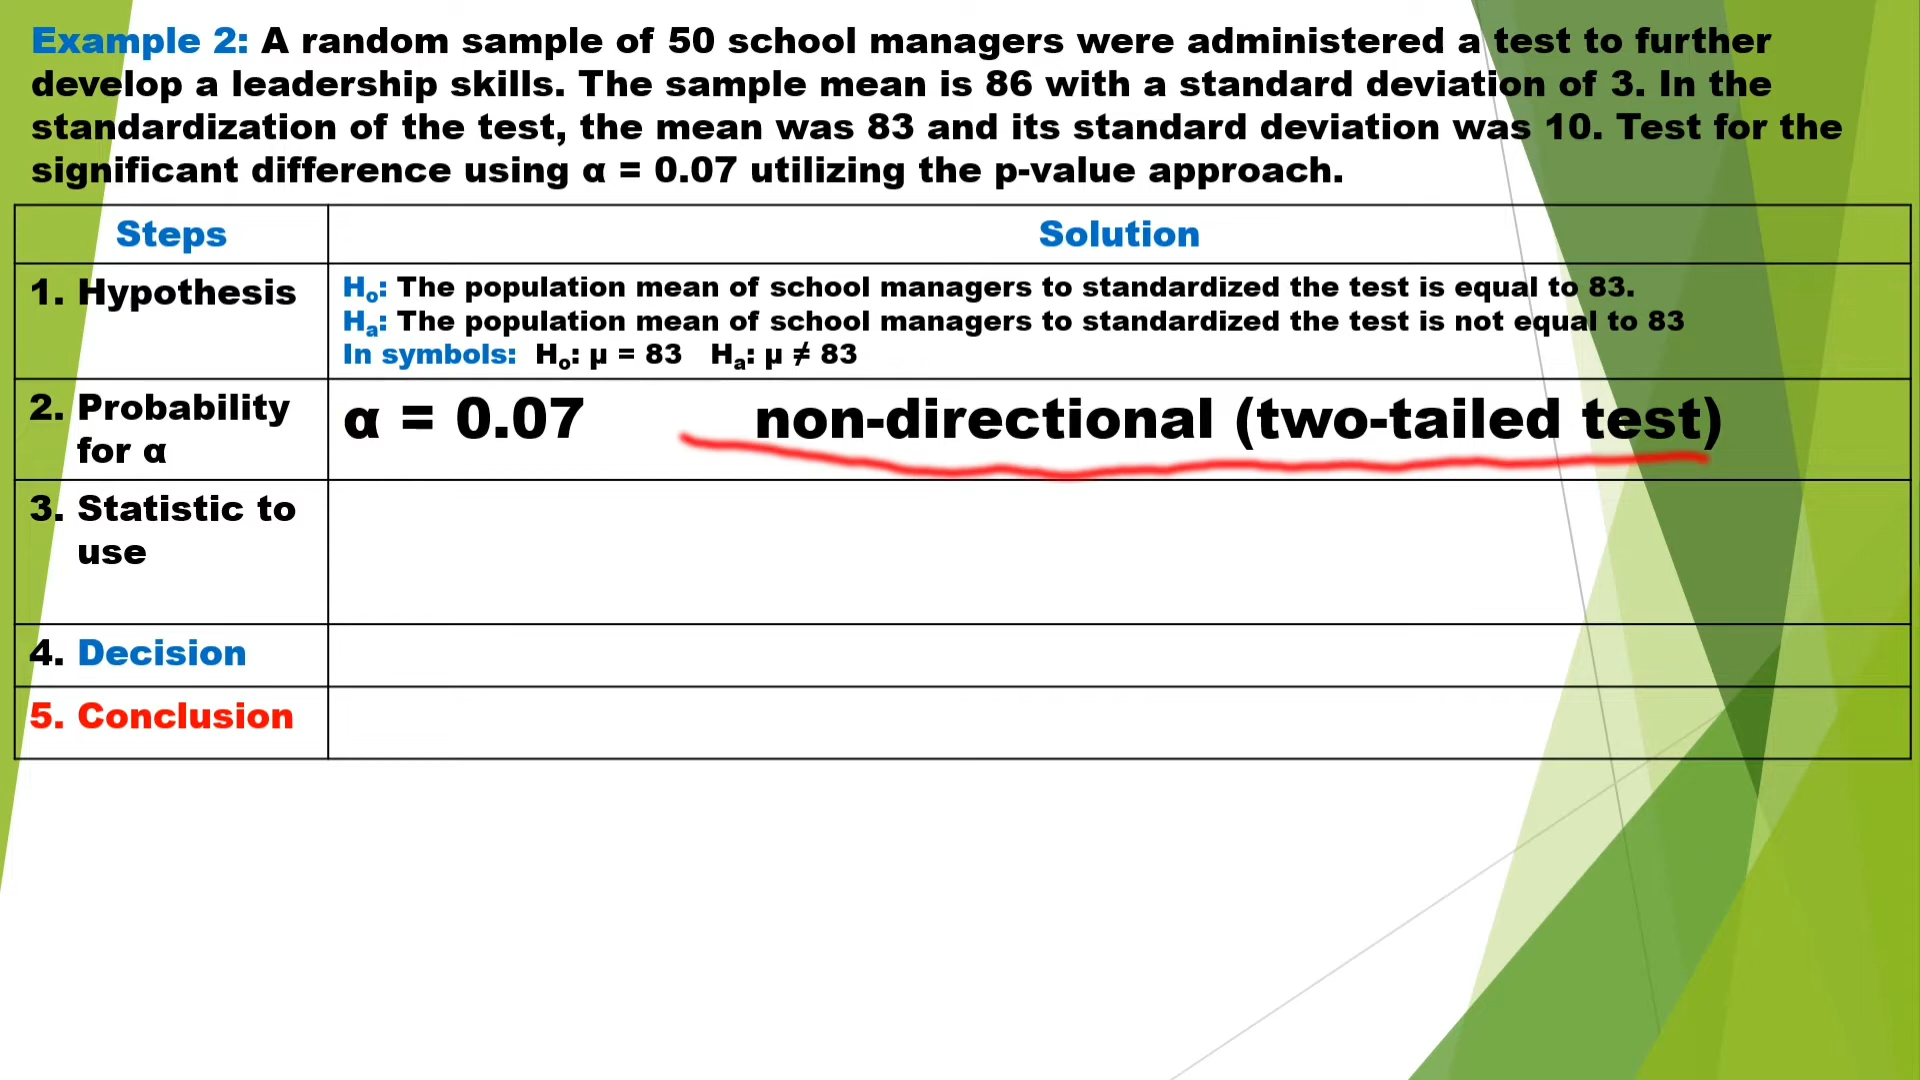 Example 2: A random sample of 50 school managers were administered a test to further
develop a leadership skills. The sample mean is 86 with a standard deviation of 3. In the
standardization of the test, the mean was 83 and its standard deviation was 10. Test for the
significant difference using α = 0.07 utilizing the p-value approach.
Steps
Solution
1. Hypothesis
Ho: The population mean of school managers to standardized the test is equal to 83.
Ha: The population mean of school managers to standardized the test is not equal to 83
In symbols: Ho: μ = 83 Ha: μ ≠ 83
2. Probability
for α
α = 0.07 non-directional (two-tailed test)
3. Statistic to
use
4. Decision
5. Conclusion